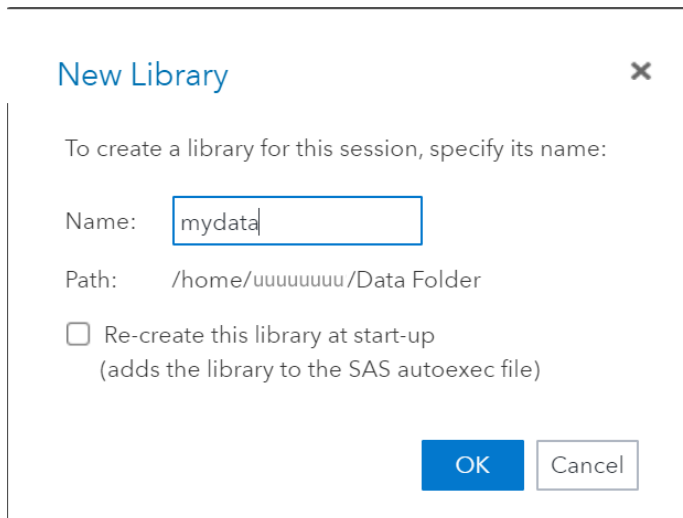 New Library
To create a library for this session, specify its name:
Name: mydata
Path: /home/uuuuuuuu/Data Folder
Re-create this library at start-up
(adds the library to the SAS autoexec file)
OK Cancel